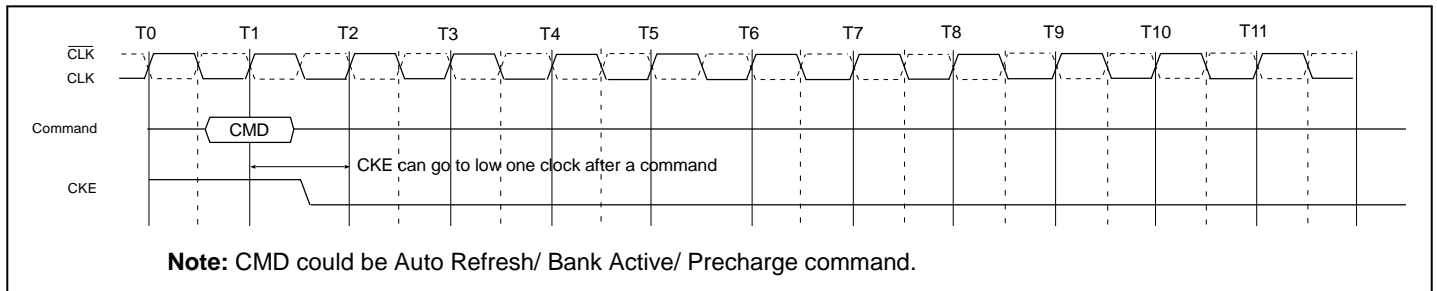 T0 T1 T2 T3 T4 T5 T6 T7 T8 T9 T10 T11
CLK
CLK
Command CMD
CKE can go to low one clock after a command
CKE
Note: CMD could be Auto Refresh/ Bank Active/ Precharge command.